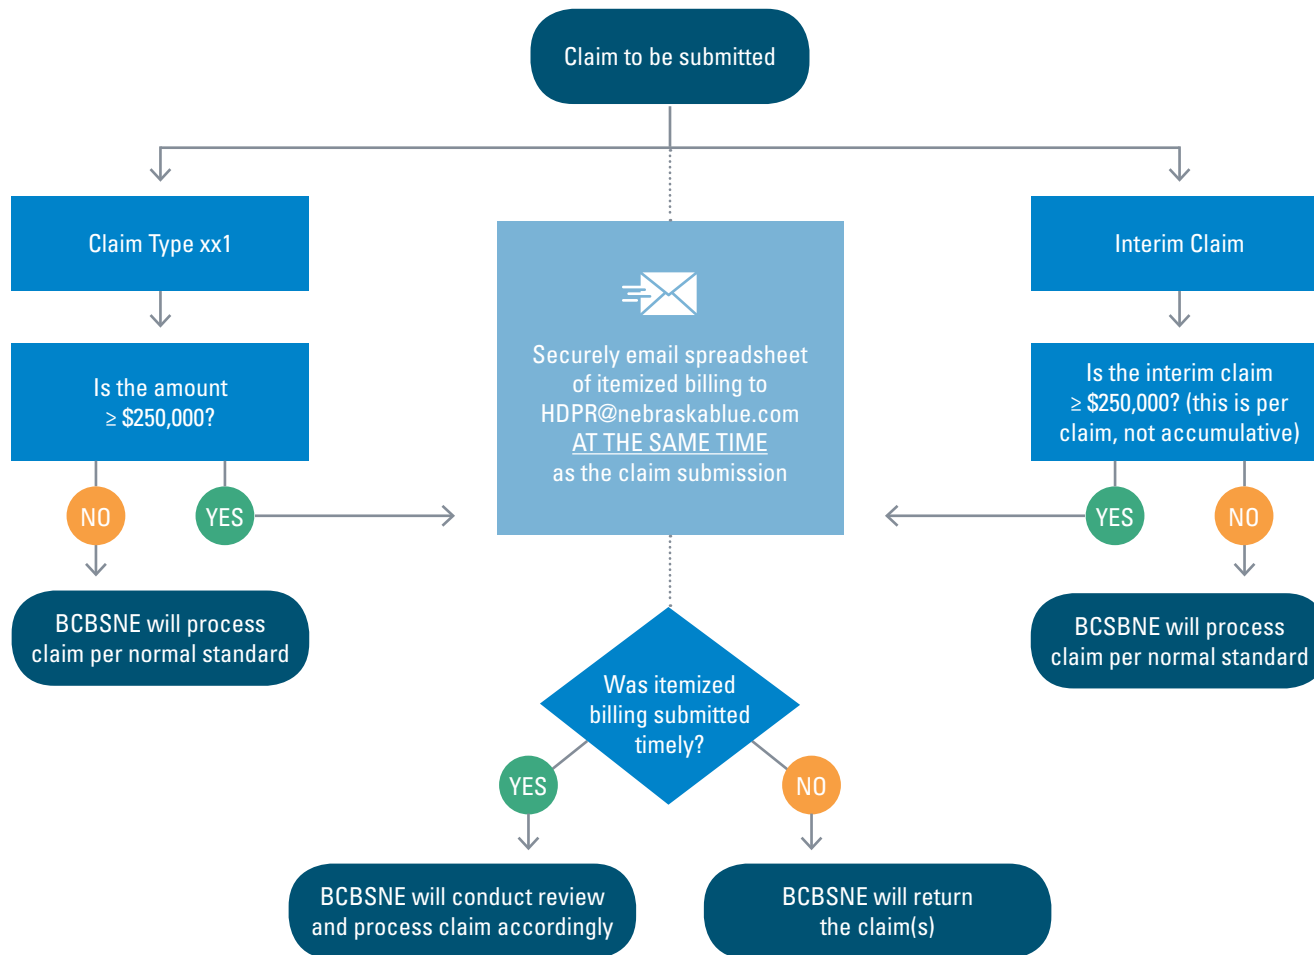 Claim to be submitted
Claim Type xx1
Interim Claim
Is the amount
≥ $250,000?
NO
YES
Securely email spreadsheet
of itemized billing to
HDPR@nebraskablue.com
AT THE SAME TIME
as the claim submission
Is the interim claim
≥ $250,000? (this is per
claim, not accumulative)
YES
NO
BCBSNE will process
claim per normal standard
BCSBNE will process
claim per normal standard
Was itemized
billing submitted
timely?
YES
NO
BCBSNE will conduct review
and process claim accordingly
BCBSNE will return
the claim(s)